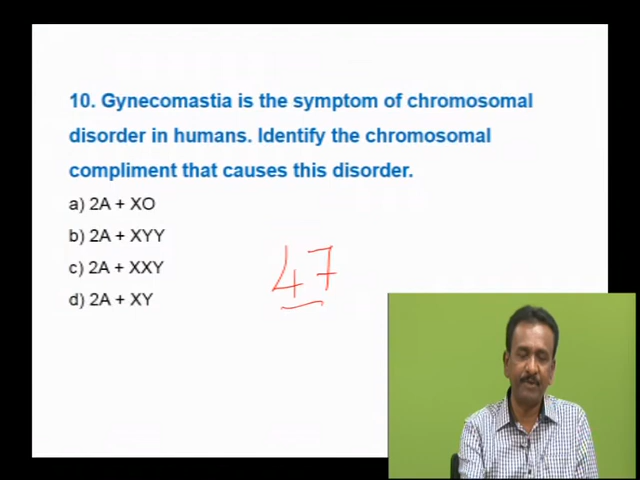 10. Gynecomastia is the symptom of chromosomal
disorder in humans. Identify the chromosomal
compliment that causes this disorder.
a) 2A + XO
b) 2A + XYY
c) 2A + XXY
d) 2A + XY
47